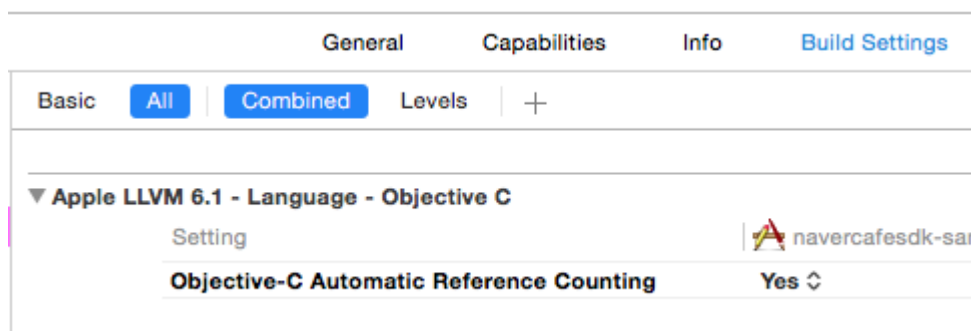 General Capabilities Info Build Settings
Basic All Combined Levels +
Apple LLVM 6.1 - Language - Objective C
Setting navercafesdk-sar
Objective-C Automatic Reference Counting Yes